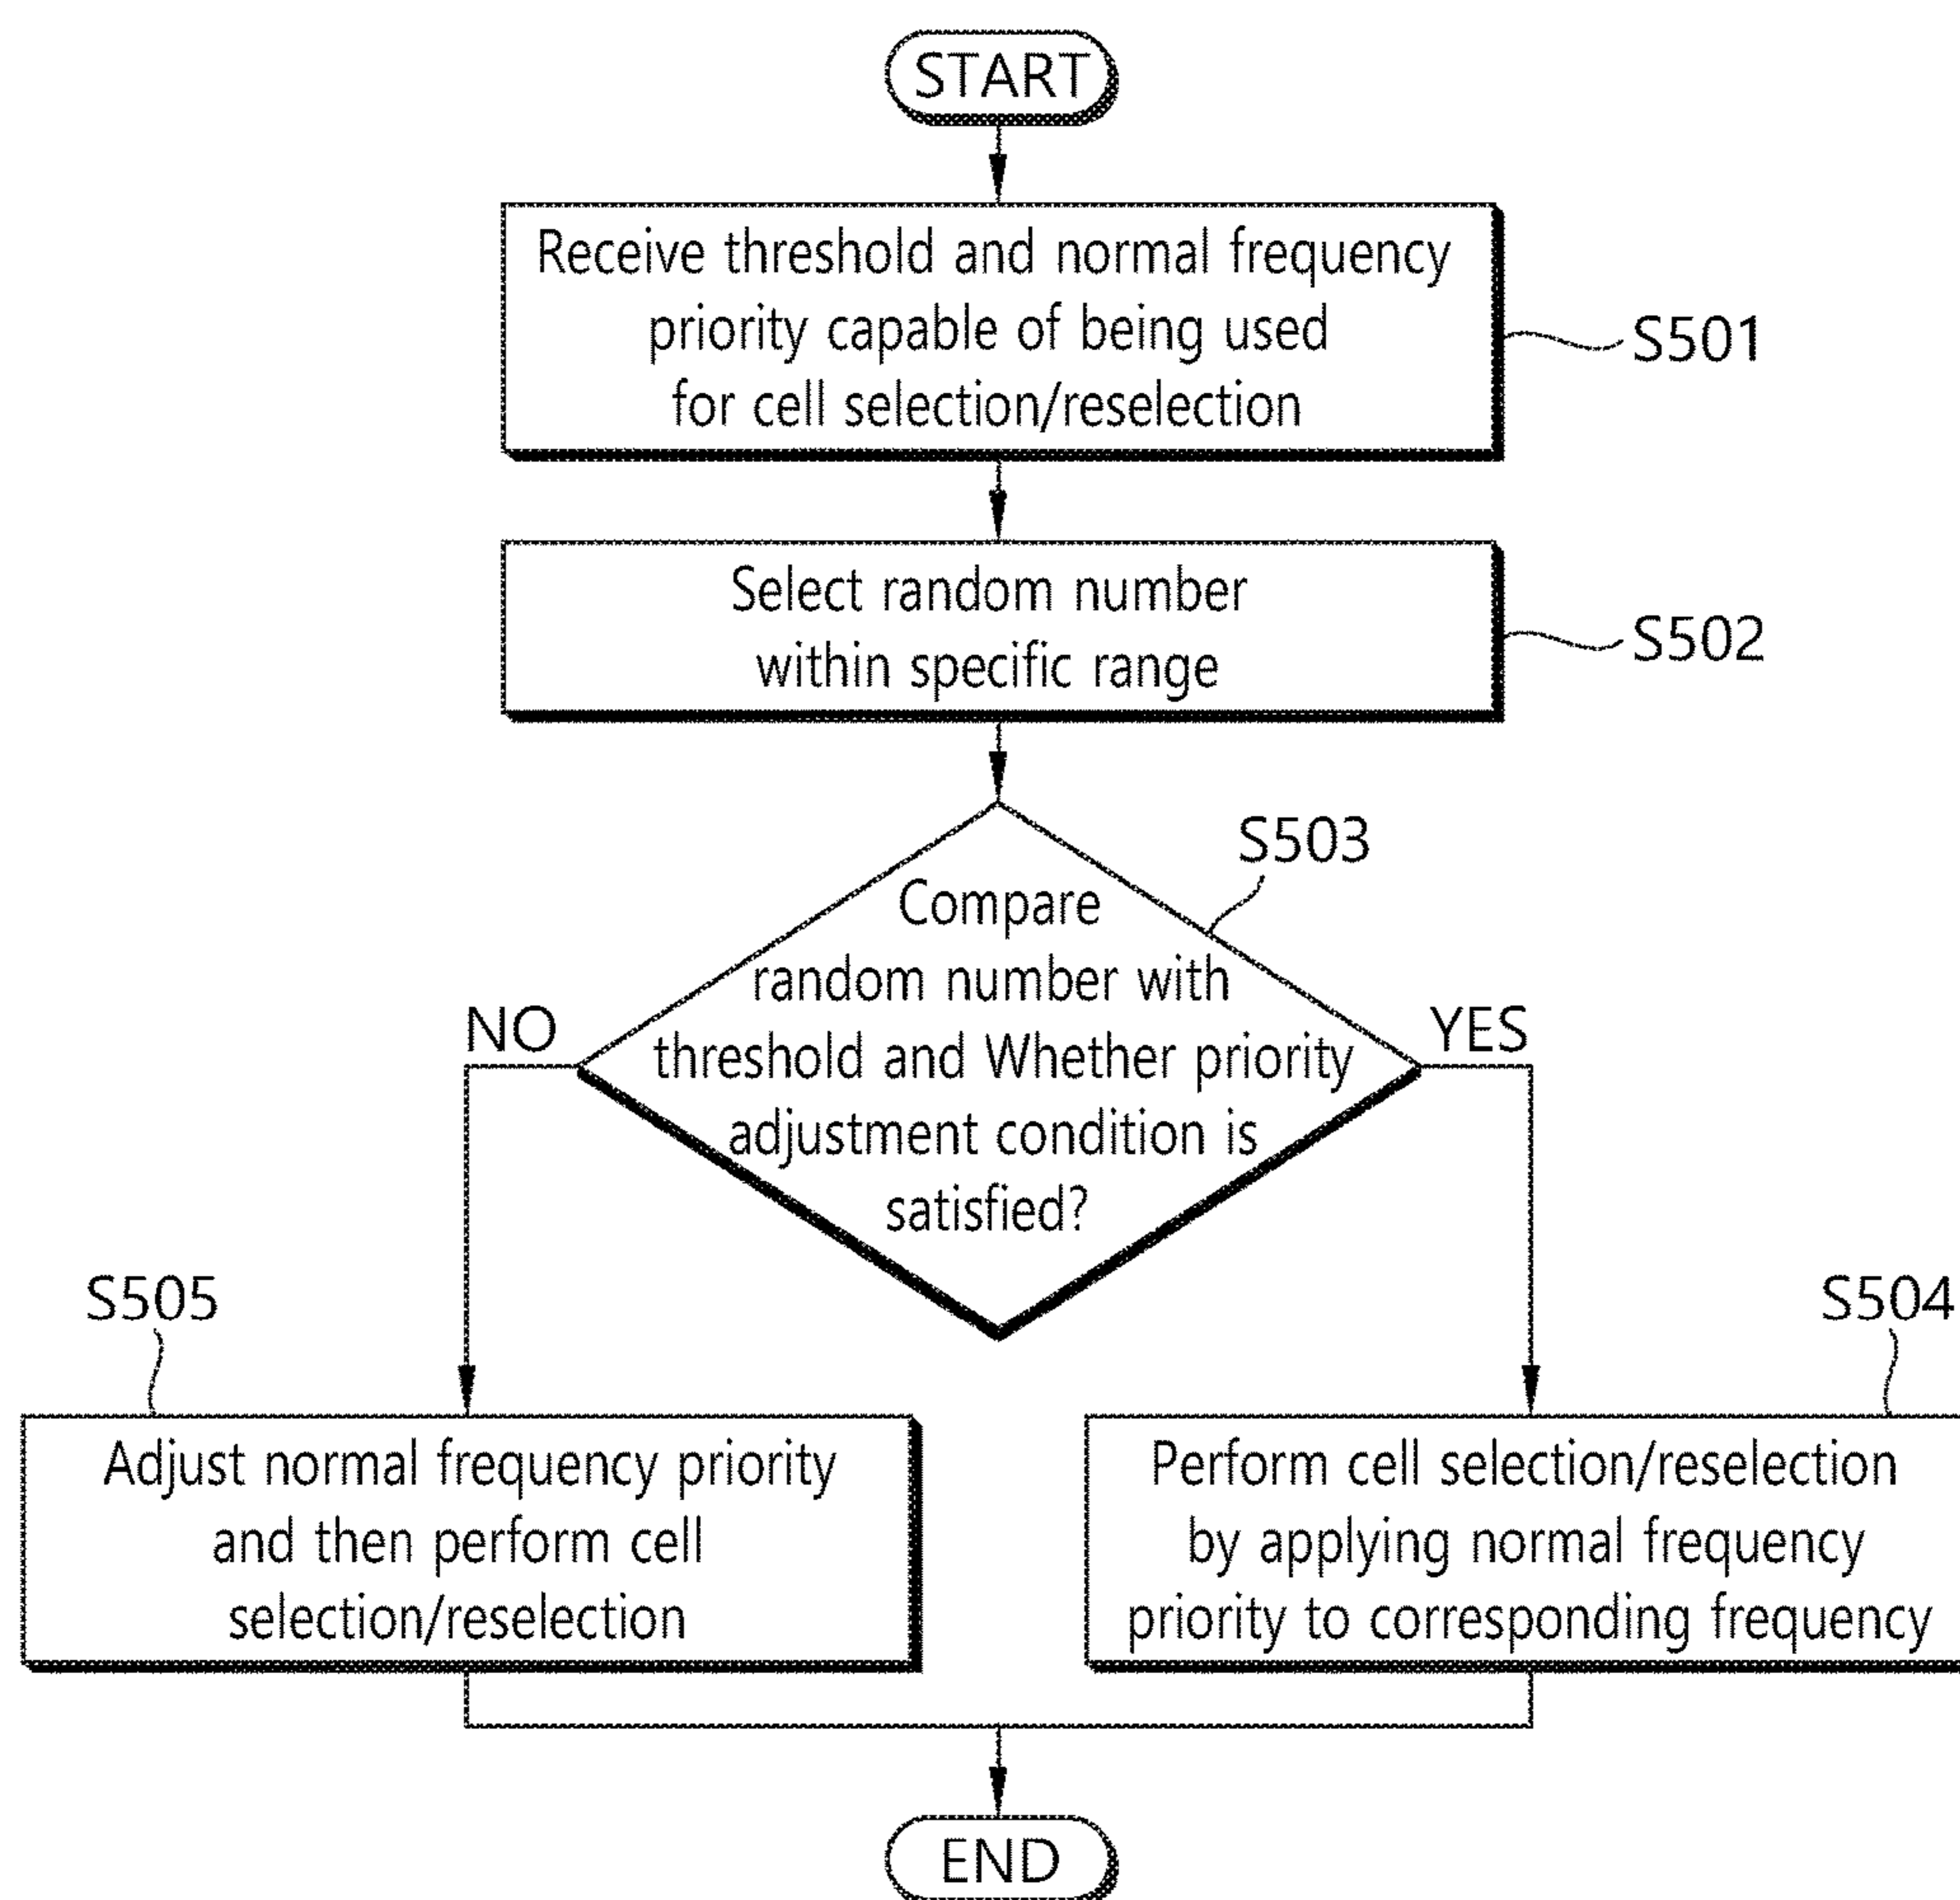 START
Receive threshold and normal frequency
priority capable of being used
for cell selection/reselection
S501
Select random number
within specific range
S502
S503
Compare
random number with
threshold and Whether priority
adjustment condition is
satisfied?
NO
YES
S505
S504
Adjust normal frequency priority
and then perform cell
selection/reselection
Perform cell selection/reselection
by applying normal frequency
priority to corresponding frequency
END